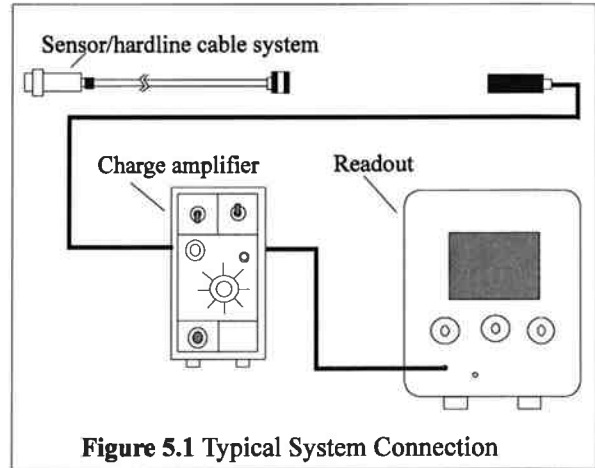 Sensor/hardline cable system
Charge amplifier
Readout
Figure 5.1 Typical System Connection